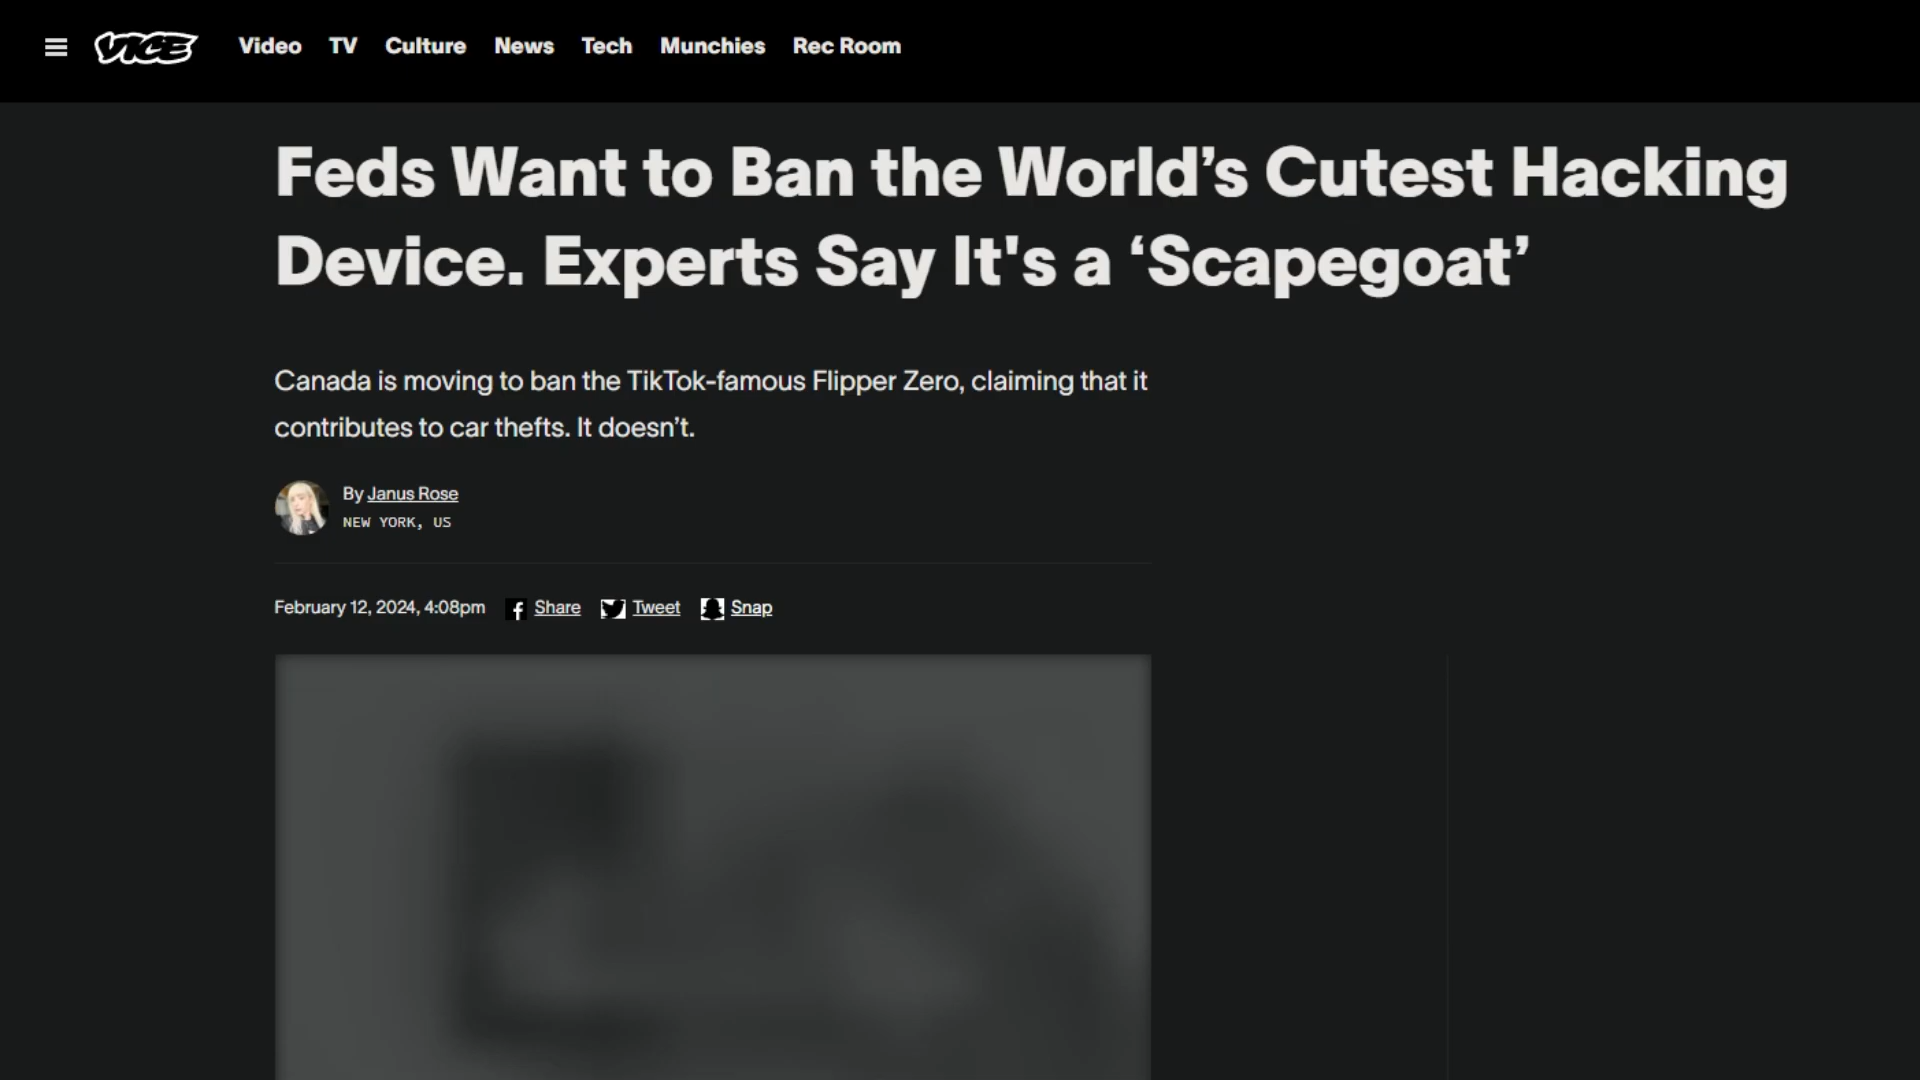 VICE Video TV Culture News Tech Munchies Rec Room
Feds Want to Ban the World’s Cutest Hacking
Device. Experts Say It's a ‘Scapegoat’
Canada is moving to ban the TikTok-famous Flipper Zero, claiming that it
contributes to car thefts. It doesn’t.
By Janus Rose
NEW YORK, US
February 12, 2024, 4:08pm Share Tweet Snap